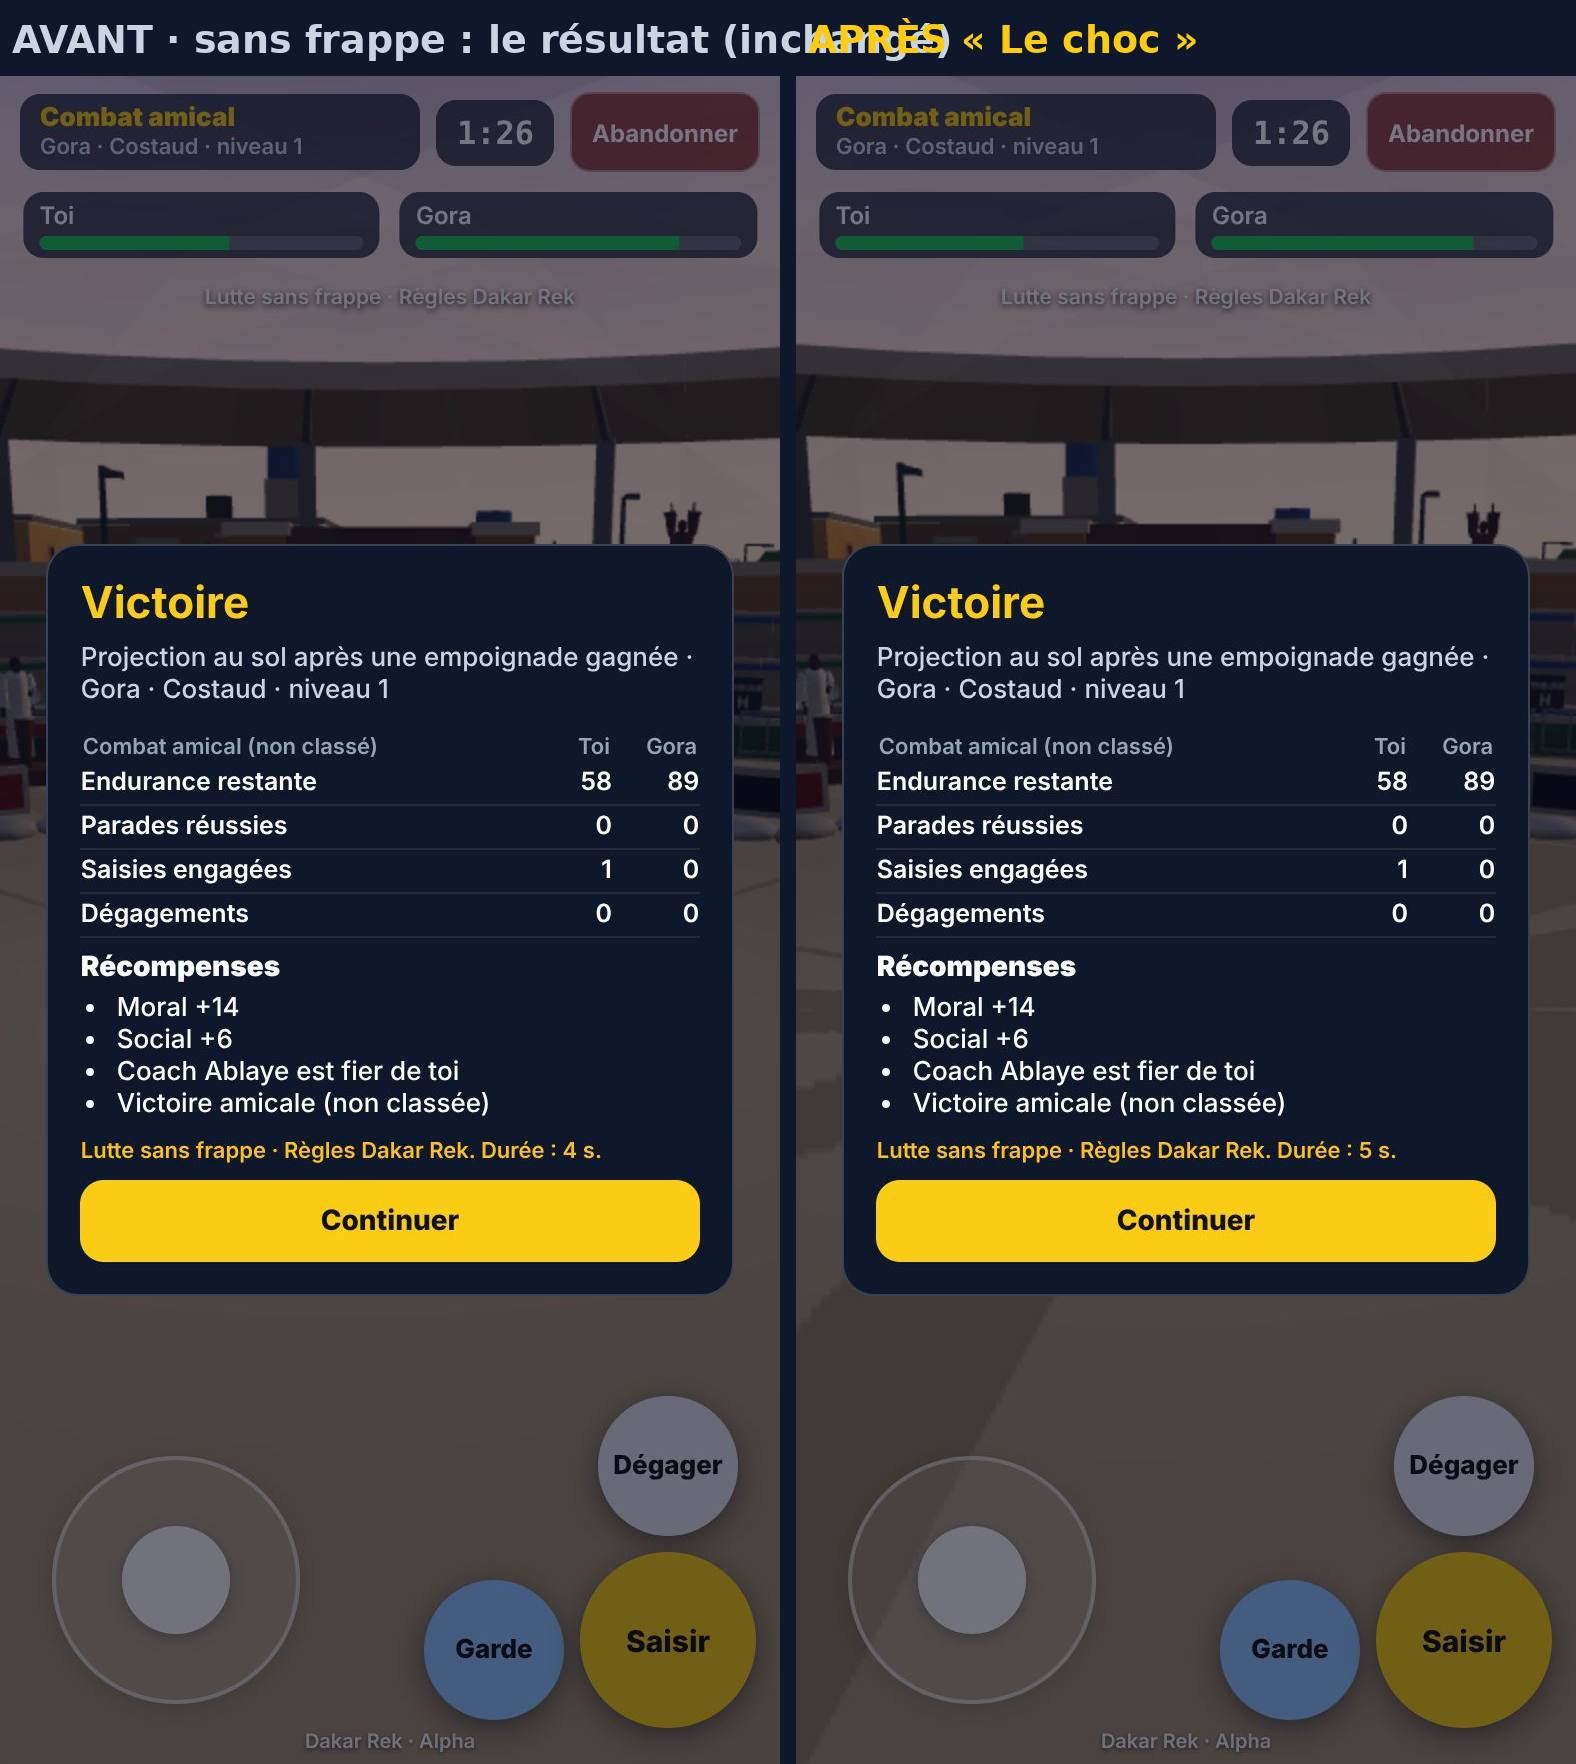 AVANT · sans frappe : le résultat (inchangé)
APRÈS « Le choc »
Combat amical
Gora · Costaud · niveau 1
1:26
Abandonner
Toi
Gora
Lutte sans frappe · Règles Dakar Rek
Victoire
Projection au sol après une empoignade gagnée ·
Gora · Costaud · niveau 1
Combat amical (non classé) Toi Gora
Endurance restante 58 89
Parades réussies 0 0
Saisies engagées 1 0
Dégagements 0 0
Récompenses
• Moral +14
• Social +6
• Coach Ablaye est fier de toi
• Victoire amicale (non classée)
Lutte sans frappe · Règles Dakar Rek. Durée : 4 s.
Continuer
Dégager
Garde
Saisir
Dakar Rek · Alpha
Combat amical
Gora · Costaud · niveau 1
1:26
Abandonner
Toi
Gora
Lutte sans frappe · Règles Dakar Rek
Victoire
Projection au sol après une empoignade gagnée ·
Gora · Costaud · niveau 1
Combat amical (non classé) Toi Gora
Endurance restante 58 89
Parades réussies 0 0
Saisies engagées 1 0
Dégagements 0 0
Récompenses
• Moral +14
• Social +6
• Coach Ablaye est fier de toi
• Victoire amicale (non classée)
Lutte sans frappe · Règles Dakar Rek. Durée : 5 s.
Continuer
Dégager
Garde
Saisir
Dakar Rek · Alpha